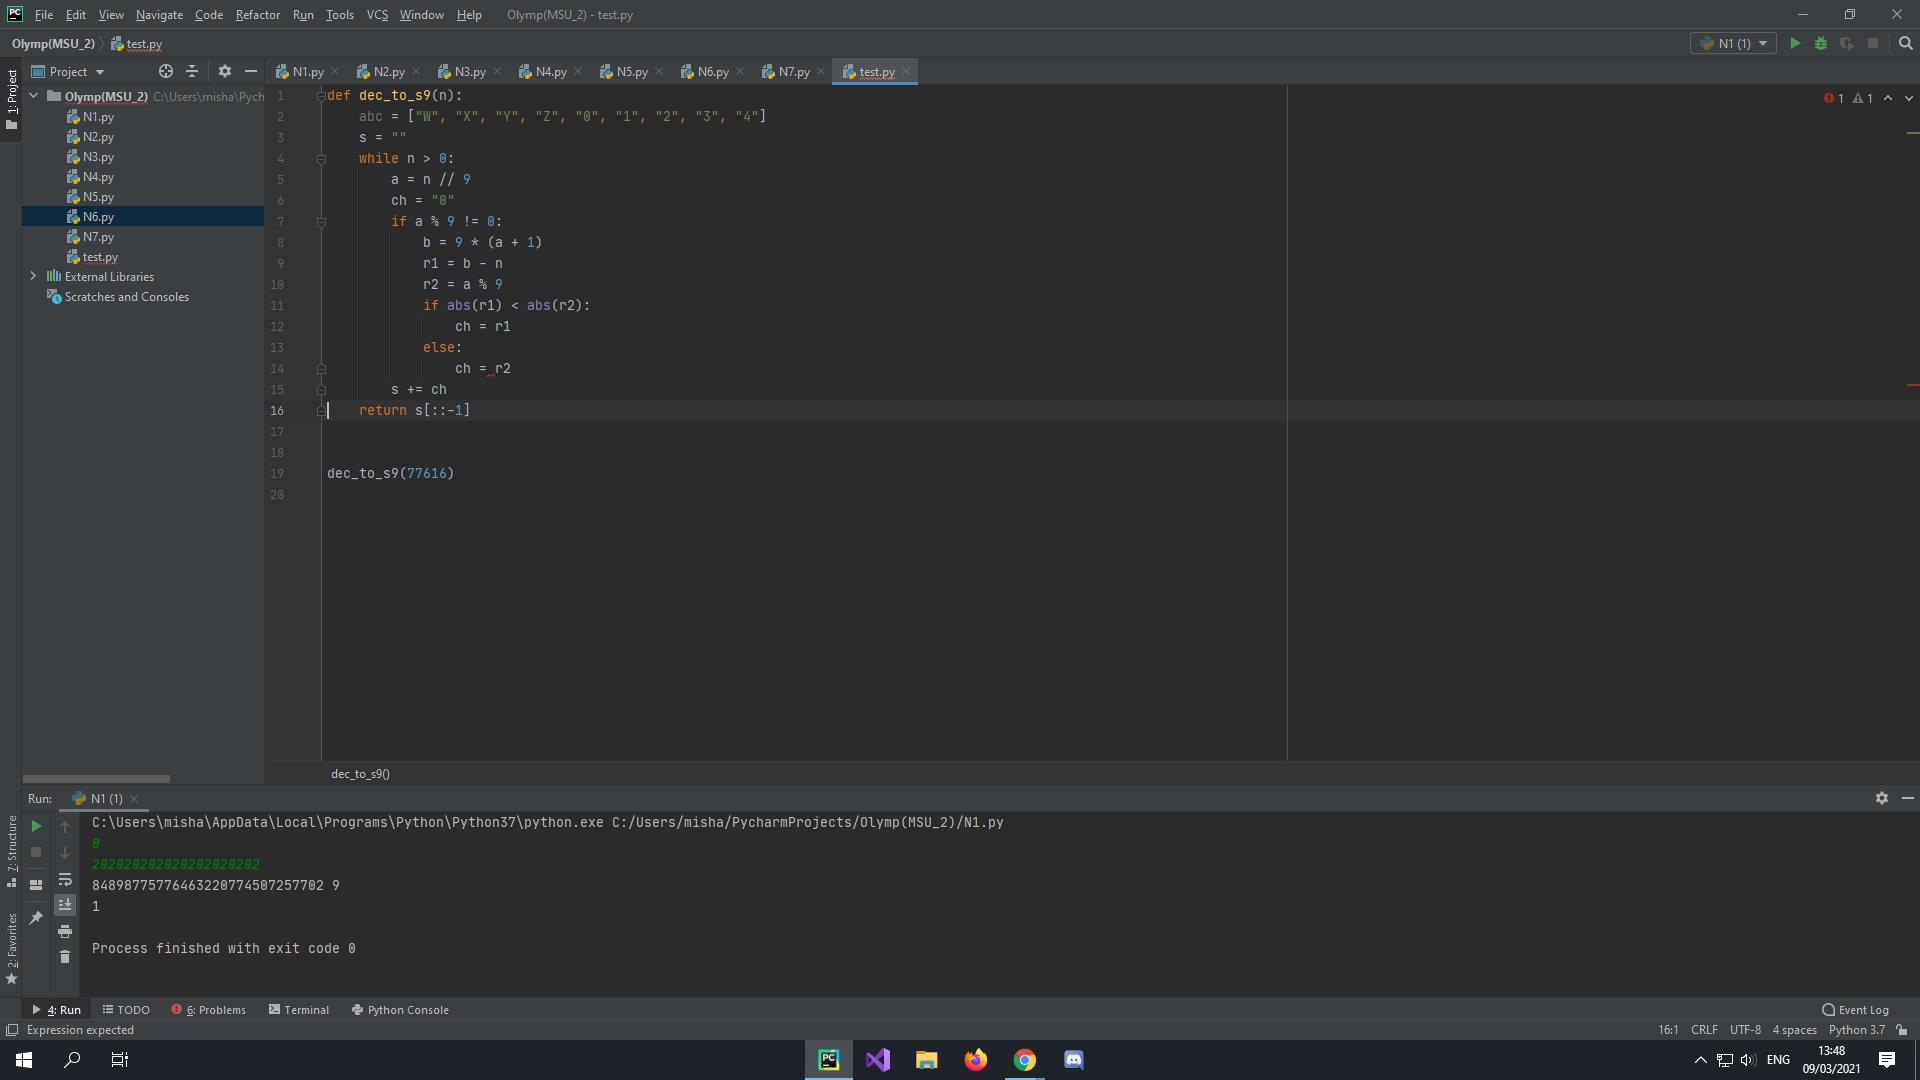 PC File Edit View Navigate Code Refactor Run Tools VCS Window Help Olymp(MSU_2) - test.py
Olymp(MSU_2) test.py N1 (1)
1: Project
Project
N1.py N2.py N3.py N4.py N5.py N6.py N7.py test.py
Olymp(MSU_2) C:\Users\misha\Pych
N1.py
N2.py
N3.py
N4.py
N5.py
N6.py
N7.py
test.py
External Libraries
Scratches and Consoles
1 def dec_to_s9(n):
2 abc = ["W", "X", "Y", "Z", "0", "1", "2", "3", "4"]
3 s = ""
4 while n > 0:
5 a = n // 9
6 ch = "0"
7 if a % 9 != 0:
8 b = 9 * (a + 1)
9 r1 = b - n
10 r2 = a % 9
11 if abs(r1) < abs(r2):
12 ch = r1
13 else:
14 ch = r2
15 s += ch
16 return s[::-1]
17
18
19 dec_to_s9(77616)
20
1 1
dec_to_s9()
Run: N1 (1)
C:\Users\misha\AppData\Local\Programs\Python\Python37\python.exe C:/Users/misha/PycharmProjects/Olymp(MSU_2)/N1.py
0
202020202020202020202
848987757764632207745072577​02 9
1
Process finished with exit code 0
7: Structure
2: Favorites
4: Run TODO 6: Problems Terminal Python Console Event Log
Expression expected 16:1 CRLF UTF-8 4 spaces Python 3.7
PC ENG 13:48
09/03/2021